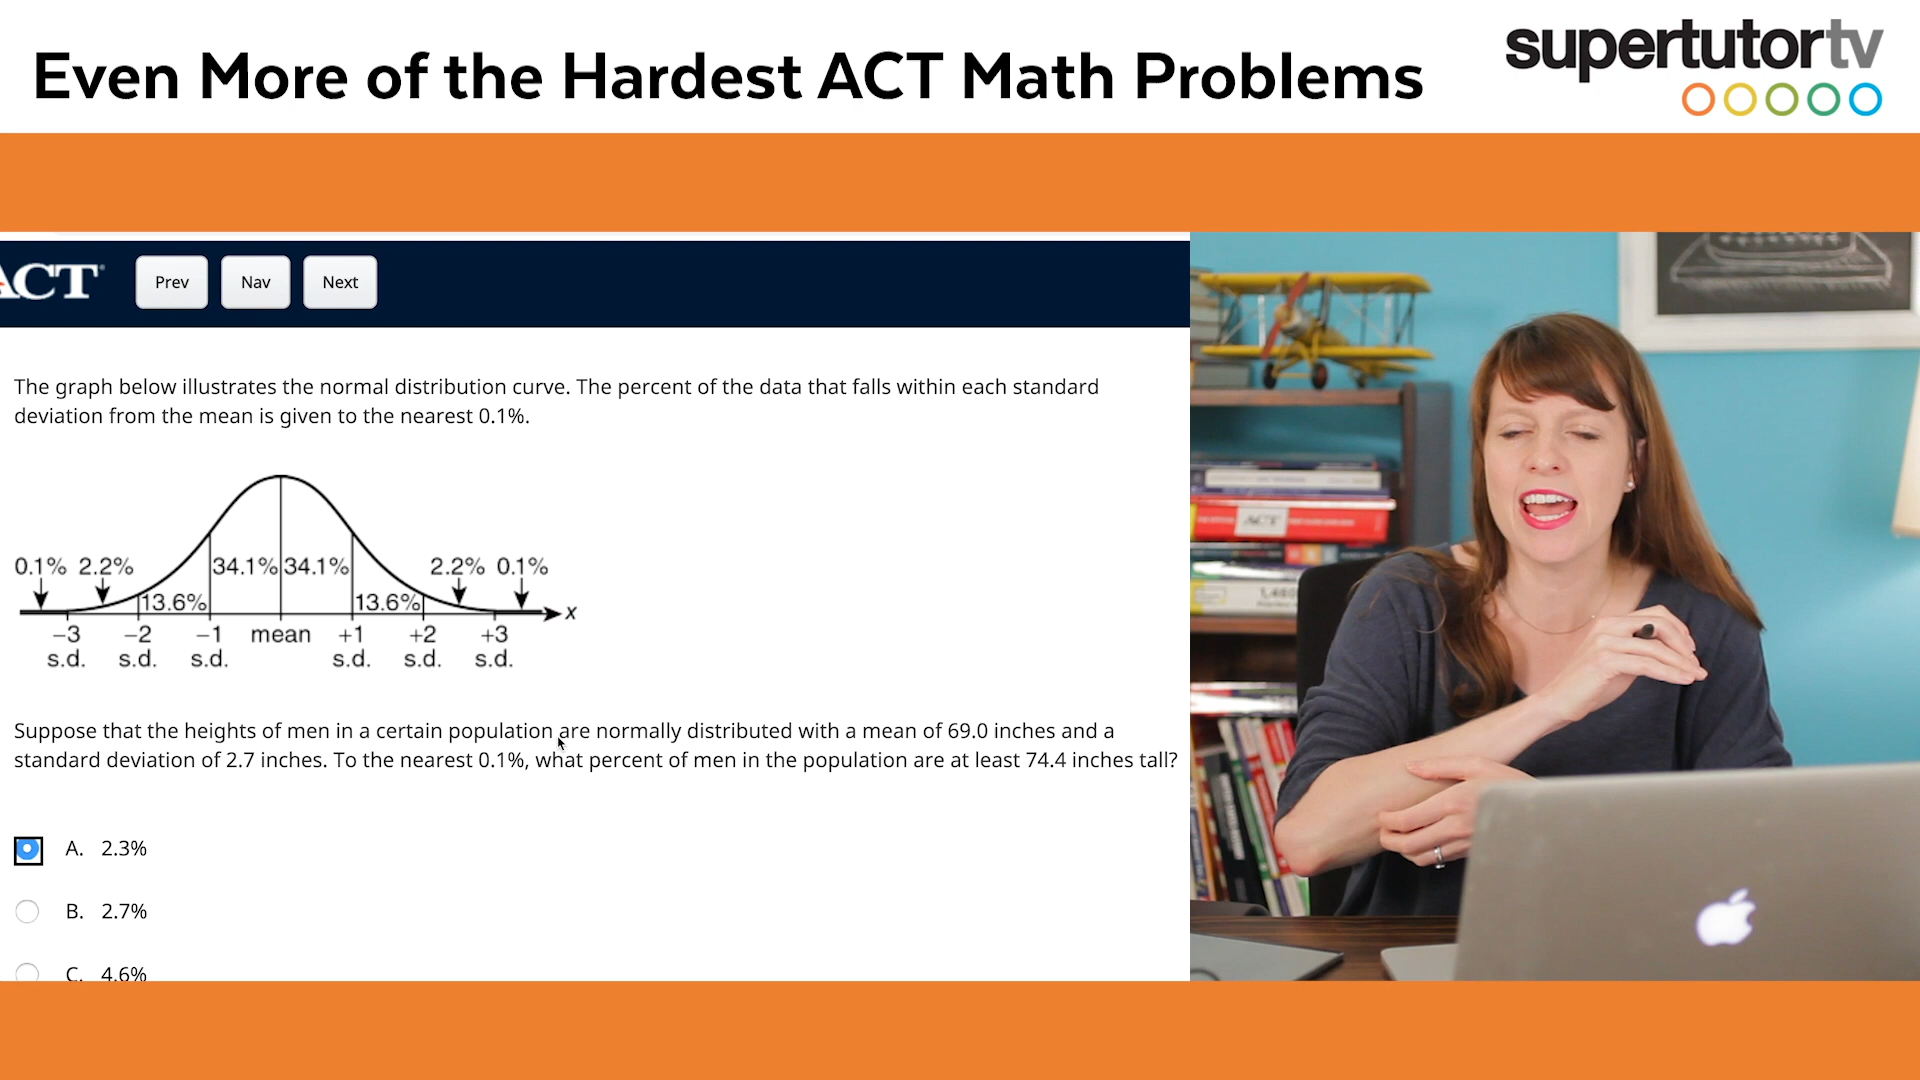 Even More of the Hardest ACT Math Problems
supertutortv
ACT
Prev
Nav
Next
The graph below illustrates the normal distribution curve. The percent of the data that falls within each standard
deviation from the mean is given to the nearest 0.1%.
0.1% 2.2% 34.1% 34.1% 2.2% 0.1%
13.6% 13.6%
x
−3 −2 −1 mean +1 +2 +3
s.d. s.d. s.d. s.d. s.d. s.d.
Suppose that the heights of men in a certain population are normally distributed with a mean of 69.0 inches and a
standard deviation of 2.7 inches. To the nearest 0.1%, what percent of men in the population are at least 74.4 inches tall?
A. 2.3%
B. 2.7%
C. 4.6%
ACT